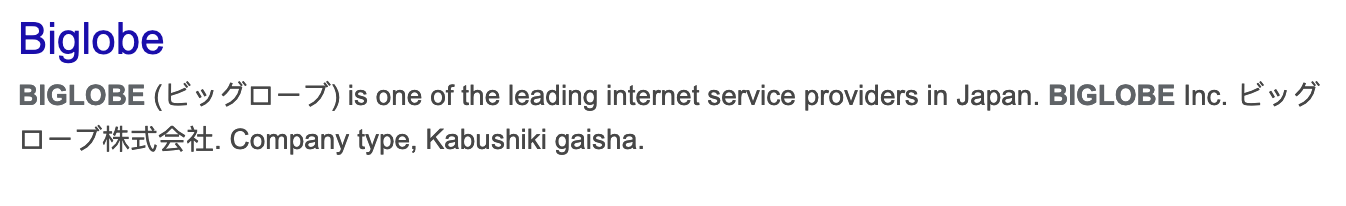 Biglobe
BIGLOBE (ビッグローブ) is one of the leading internet service providers in Japan. BIGLOBE Inc. ビッグ
ローブ株式会社. Company type, Kabushiki gaisha.